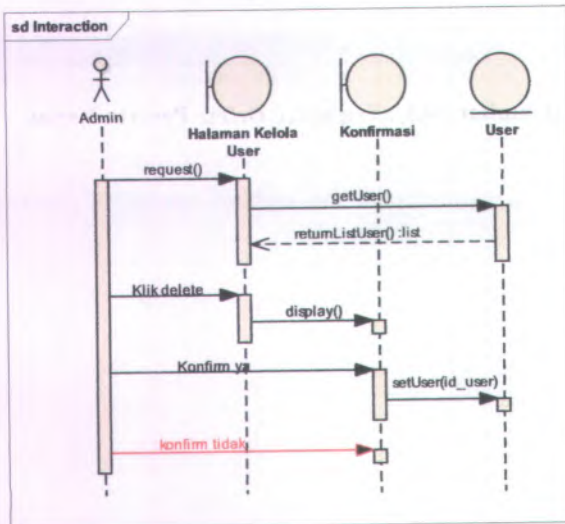 sd Interaction
Admin
Halaman Kelola
User
Konfirmasi
User
request()
getUser()
returnListUser() :list
Klik delete
display()
Konfirm ya
setUser(id_user)
konfirm tidak